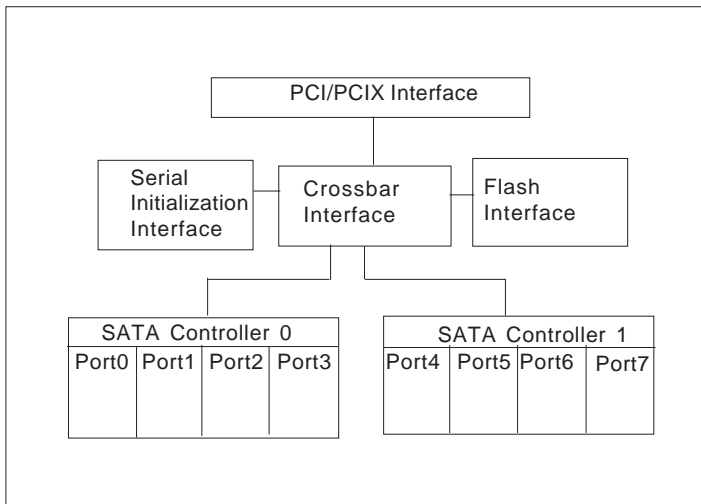 PCI/PCIX Interface
Serial
Initialization
Interface
Crossbar
Interface
Flash
Interface
SATA Controller 0
Port0 Port1 Port2 Port3
SATA Controller 1
Port4 Port5 Port6 Port7